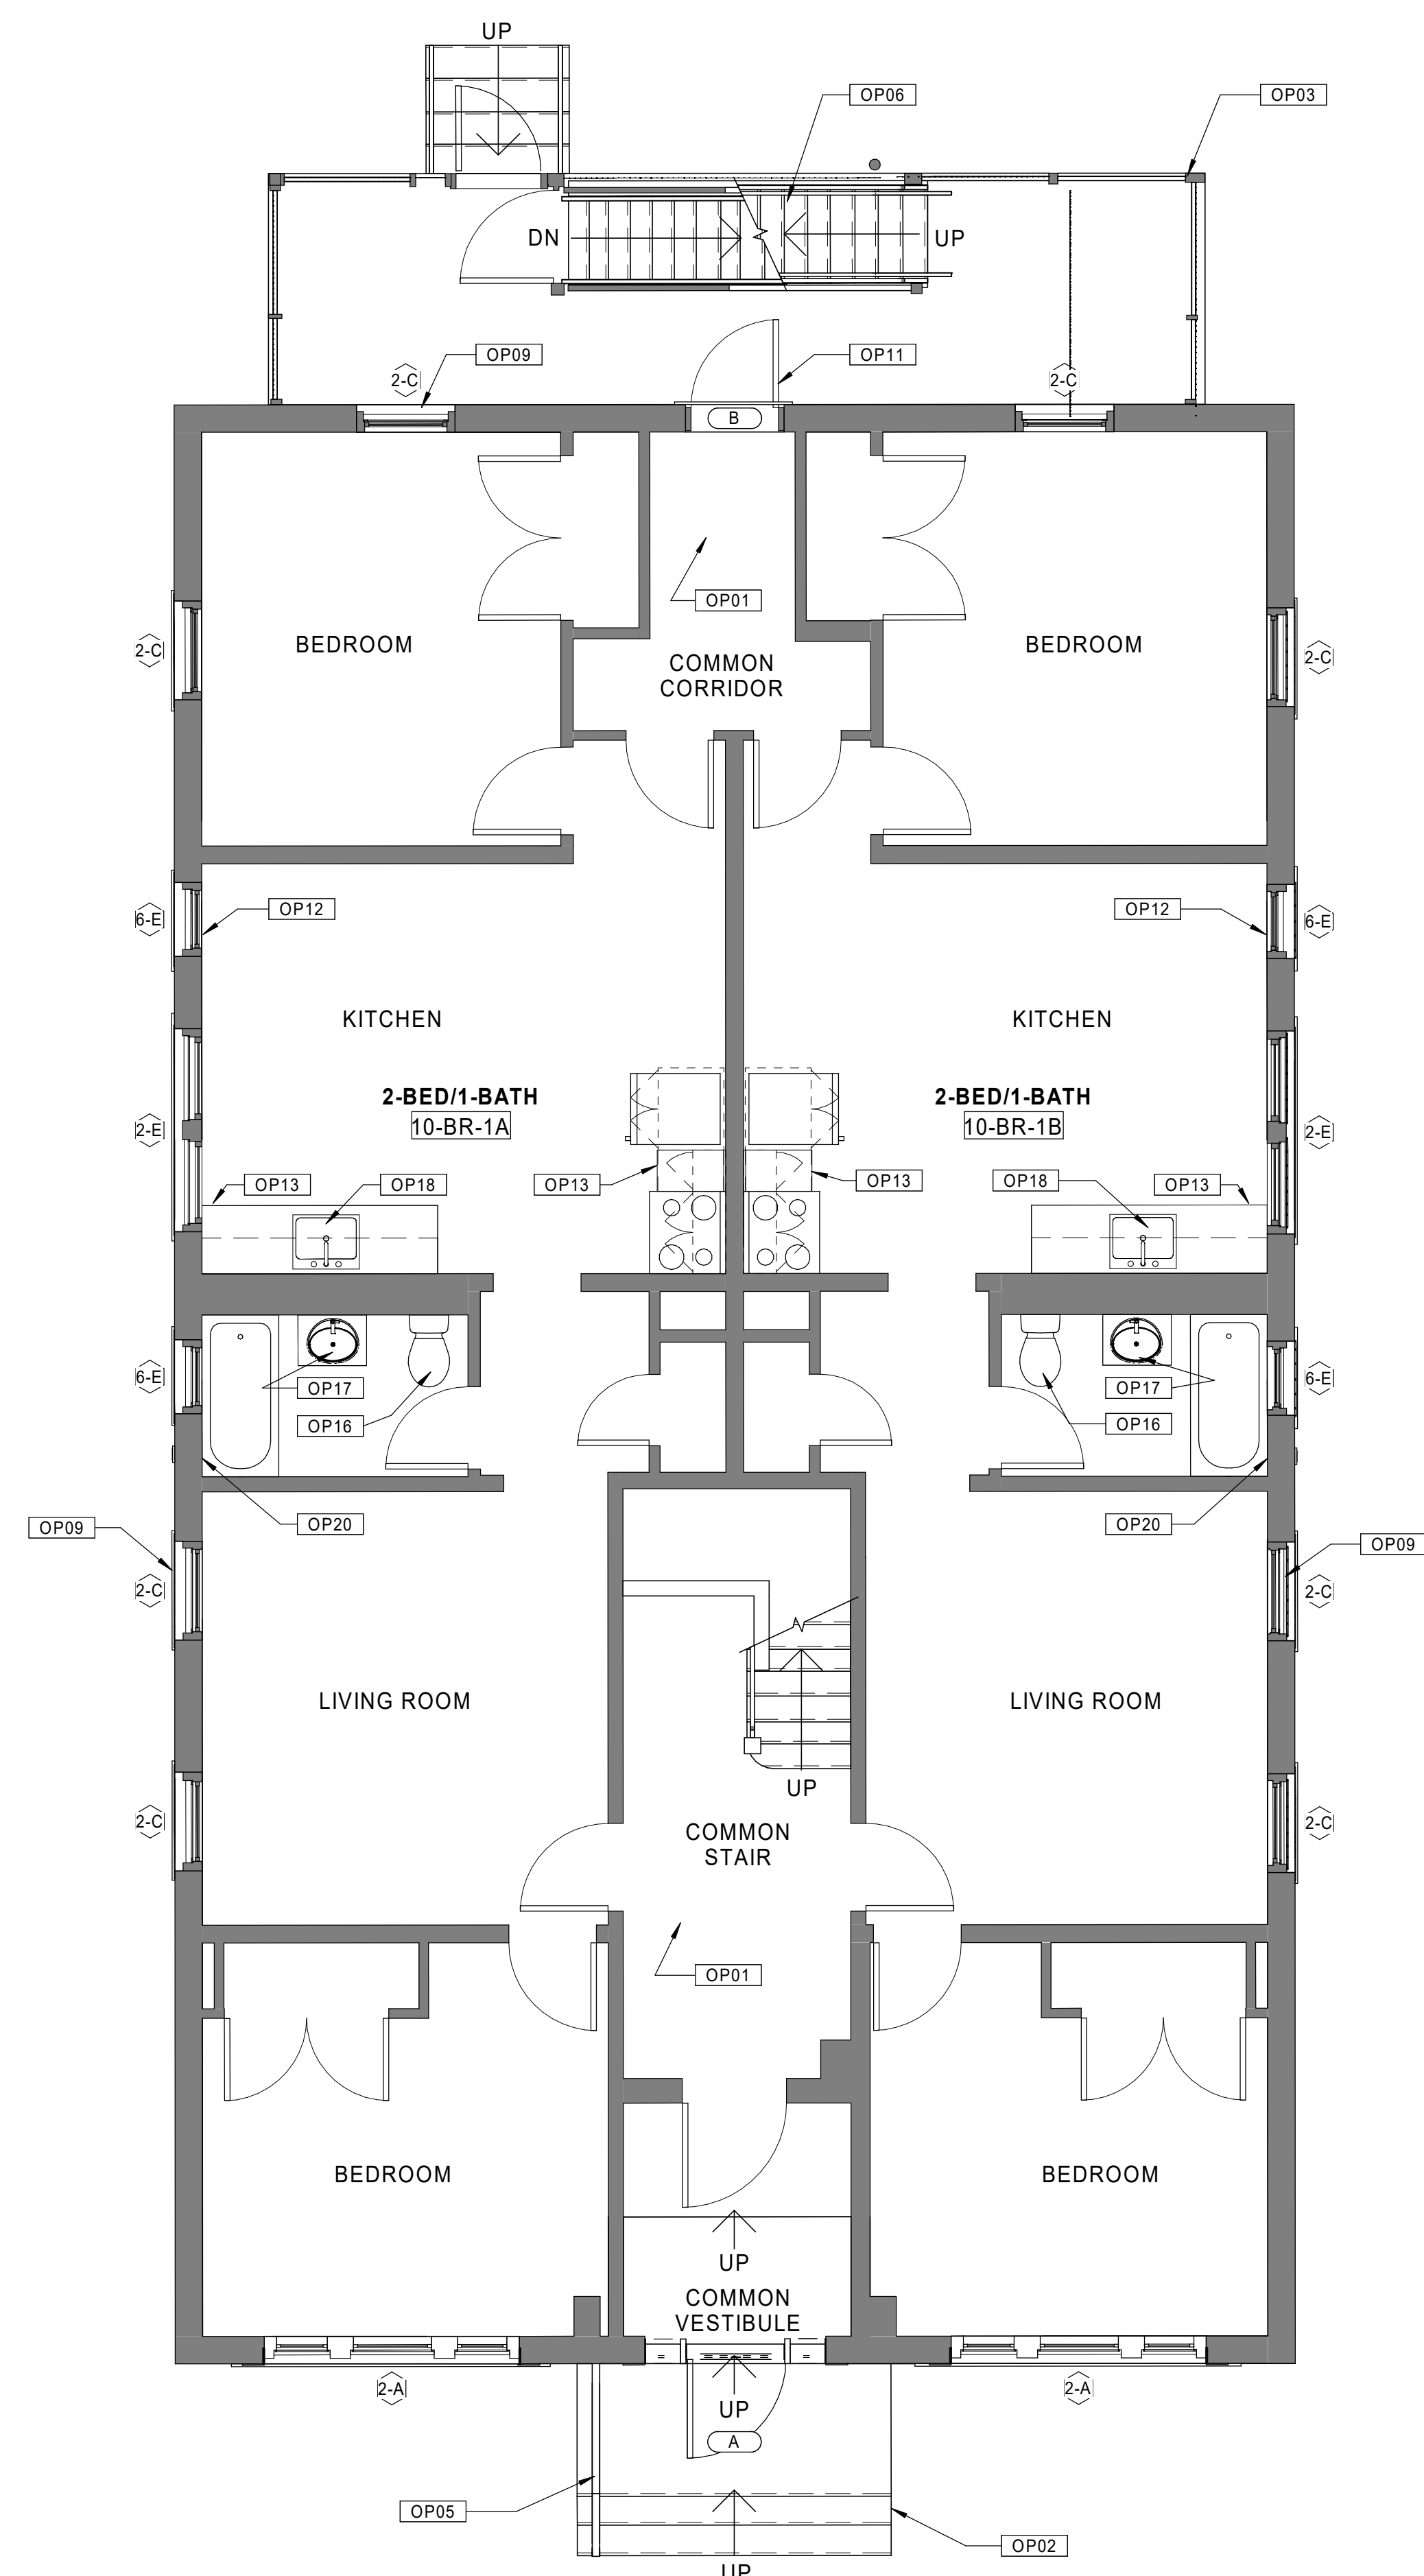 UP
OP06
OP03
DN
UP
OP09
OP11
2-C
2-C
B
OP01
BEDROOM
BEDROOM
2-C
2-C
COMMON
CORRIDOR
OP12
OP12
6-E
6-E
KITCHEN
KITCHEN
2-BED/1-BATH
2-BED/1-BATH
10-BR-1A
10-BR-1B
2-E
2-E
OP13
OP18
OP13
OP13
OP18
OP13
6-E
6-E
OP17
OP17
OP16
OP16
OP20
OP20
OP09
OP09
2-C
2-C
LIVING ROOM
LIVING ROOM
UP
2-C
2-C
COMMON
STAIR
OP01
BEDROOM
BEDROOM
UP
COMMON
VESTIBULE
2-A
2-A
UP
A
OP05
OP02
UP